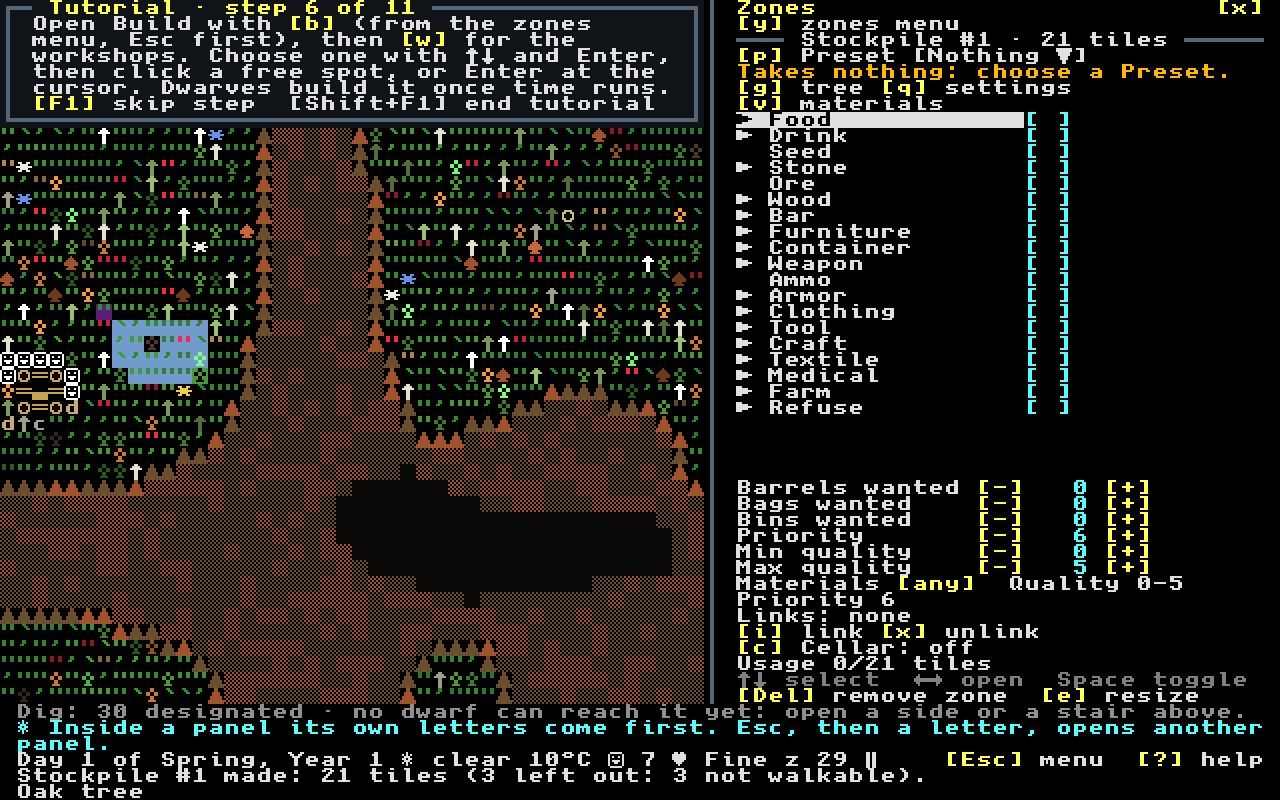 Tutorial · step 6 of 11
Open Build with [b] (from the zones
menu, Esc first), then [w] for the
workshops. Choose one with ↑↓ and Enter,
then click a free spot, or Enter at the
cursor. Dwarves build it once time runs.
[F1] skip step [Shift+F1] end tutorial
Zones [x]
[y] zones menu
Stockpile #1 · 21 tiles
[p] Preset [Nothing ▼]
Takes nothing: choose a Preset.
[g] tree [q] settings
[v] materials
► Food [ ]
► Drink [ ]
Seed [ ]
► Stone [ ]
Ore [ ]
► Wood [ ]
► Bar [ ]
► Furniture [ ]
► Container [ ]
► Weapon [ ]
Ammo [ ]
► Armor [ ]
► Clothing [ ]
► Tool [ ]
► Craft [ ]
► Textile [ ]
► Medical [ ]
► Farm [ ]
► Refuse [ ]
Barrels wanted [-] 0 [+]
Bags wanted [-] 0 [+]
Bins wanted [-] 0 [+]
Priority [-] 6 [+]
Min quality [-] 0 [+]
Max quality [-] 5 [+]
Materials [any] Quality 0-5
Priority 6
Links: none
[i] link [x] unlink
[c] Cellar: off
Usage 0/21 tiles
↑↓ select ↔ open Space toggle
[Del] remove zone [e] resize
Dig: 30 designated · no dwarf can reach it yet: open a side or a stair above.
* Inside a panel its own letters come first. Esc, then a letter, opens another
panel.
Day 1 of Spring, Year 1 * clear 10°C ☺ 7 ♥ Fine z 29 ‖ [Esc] menu [?] help
Stockpile #1 made: 21 tiles (3 left out: 3 not walkable).
Oak tree